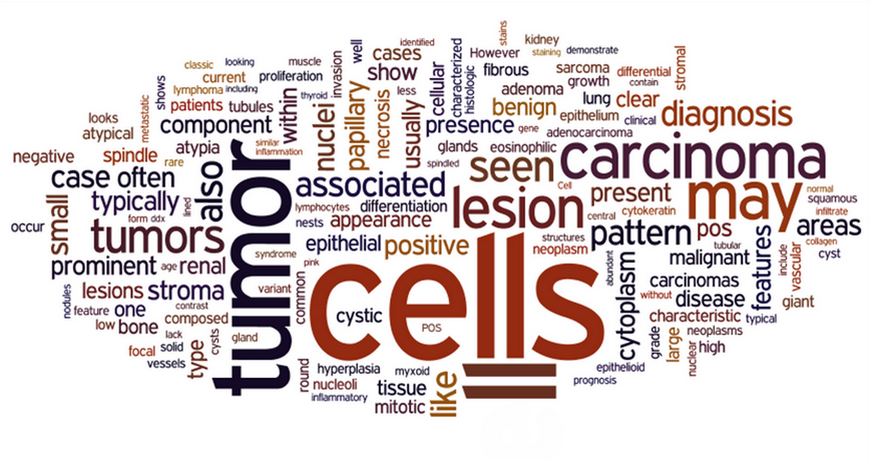 stains
kidney
identified
well
However
staining
demonstrate
classic
looking
muscle
cases
characterized
stromal
invasion
show
cellular
histologic
fibrous
sarcoma
differential
current
proliferation
growth
contain
shows
lymphoma
including
thyroid
less
adenoma
patients
tubules
within
papillary
necrosis
usually
benign
lung
clear
metastatic
looks
component
nuclei
presence
gene
epithelium
clinical
diagnosis
atypical
atypia
similar
inflammation
glands
eosinophilic
adenocarcinoma
negative
spindle
rare
spindled
seen
carcinoma
case
often
also
tumor
associated
Cell
present
may
normal
squamous
small
typically
lined
lymphocytes
differentiation
lesion
central
cytokeratin
infiltrate
form
ddx
nests
appearance
occur
tumors
pattern
pos
areas
collagen
epithelial
positive
structures
neoplasm
tubular
features
cyst
prominent
age
renal
syndrome
pink
cells
abundant
cytoplasm
malignant
include
vascular
nodules
lesions
stroma
variant
common
carcinomas
without
disease
giant
contrast
feature
one
composed
cystic
POS
characteristic
typical
low
bone
lack
cysts
gland
grade
large
neoplasms
focal
solid
type
nuclear
high
vessels
round
hyperplasia
myxoid
=
epithelioid
nucleoli
tissue
like
prognosis
inflammatory
mitotic